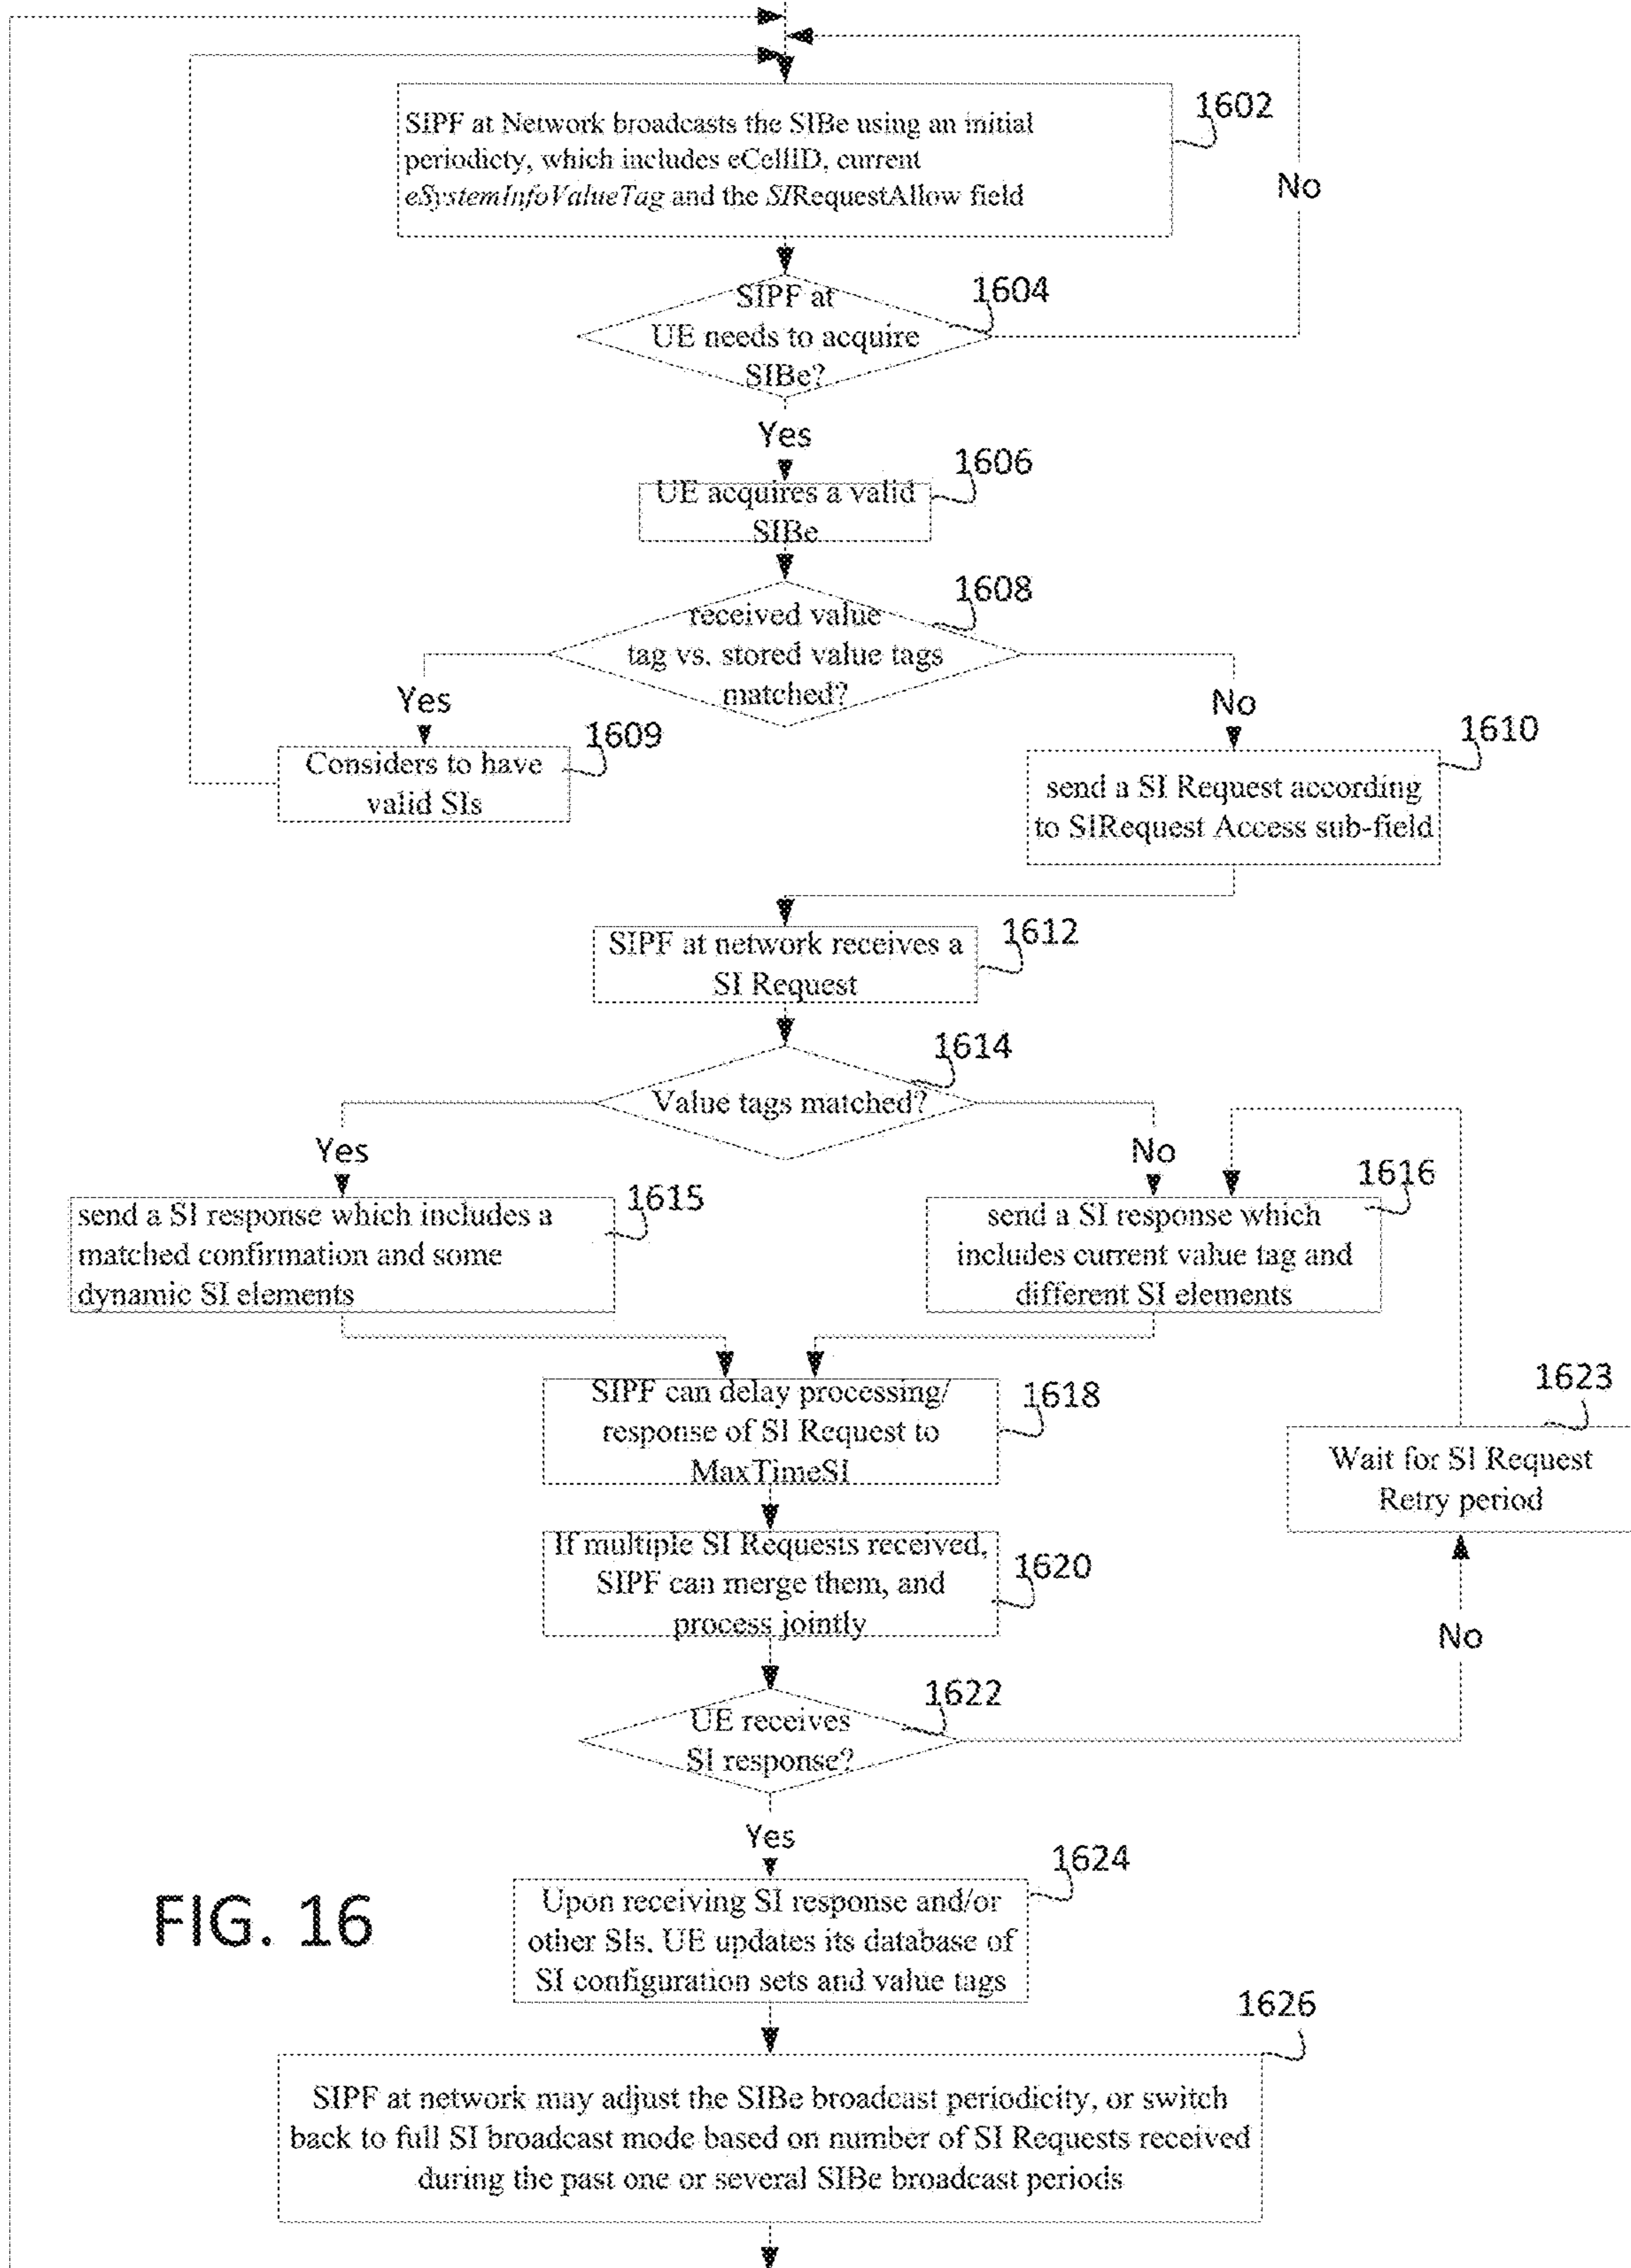 1602
SIPF at Network broadcasts the SIBe using an initial
periodicty, which includes eCellID, current
eSystemInfoValueTag and the SIRequestAllow field
No
1604
SIPF at
UE needs to acquire
SIBe?
Yes
1606
UE acquires a valid
SIBe
1608
received value
tag vs. stored value tags
matched?
Yes
No
1609
Considers to have
valid SIs
1610
send a SI Request according
to SIRequest Access sub-field
1612
SIPF at network receives a
SI Request
1614
Value tags matched?
Yes
No
1615
send a SI response which includes a
matched confirmation and some
dynamic SI elements
1616
send a SI response which
includes current value tag and
different SI elements
1618
SIPF can delay processing/
response of SI Request to
MaxTimeSI
1623
Wait for SI Request
Retry period
1620
If multiple SI Requests received,
SIPF can merge them, and
process jointly
No
1622
UE receives
SI response?
Yes
1624
Upon receiving SI response and/or
other SIs, UE updates its database of
SI configuration sets and value tags
FIG. 16
1626
SIPF at network may adjust the SIBe broadcast periodicity, or switch
back to full SI broadcast mode based on number of SI Requests received
during the past one or several SIBe broadcast periods